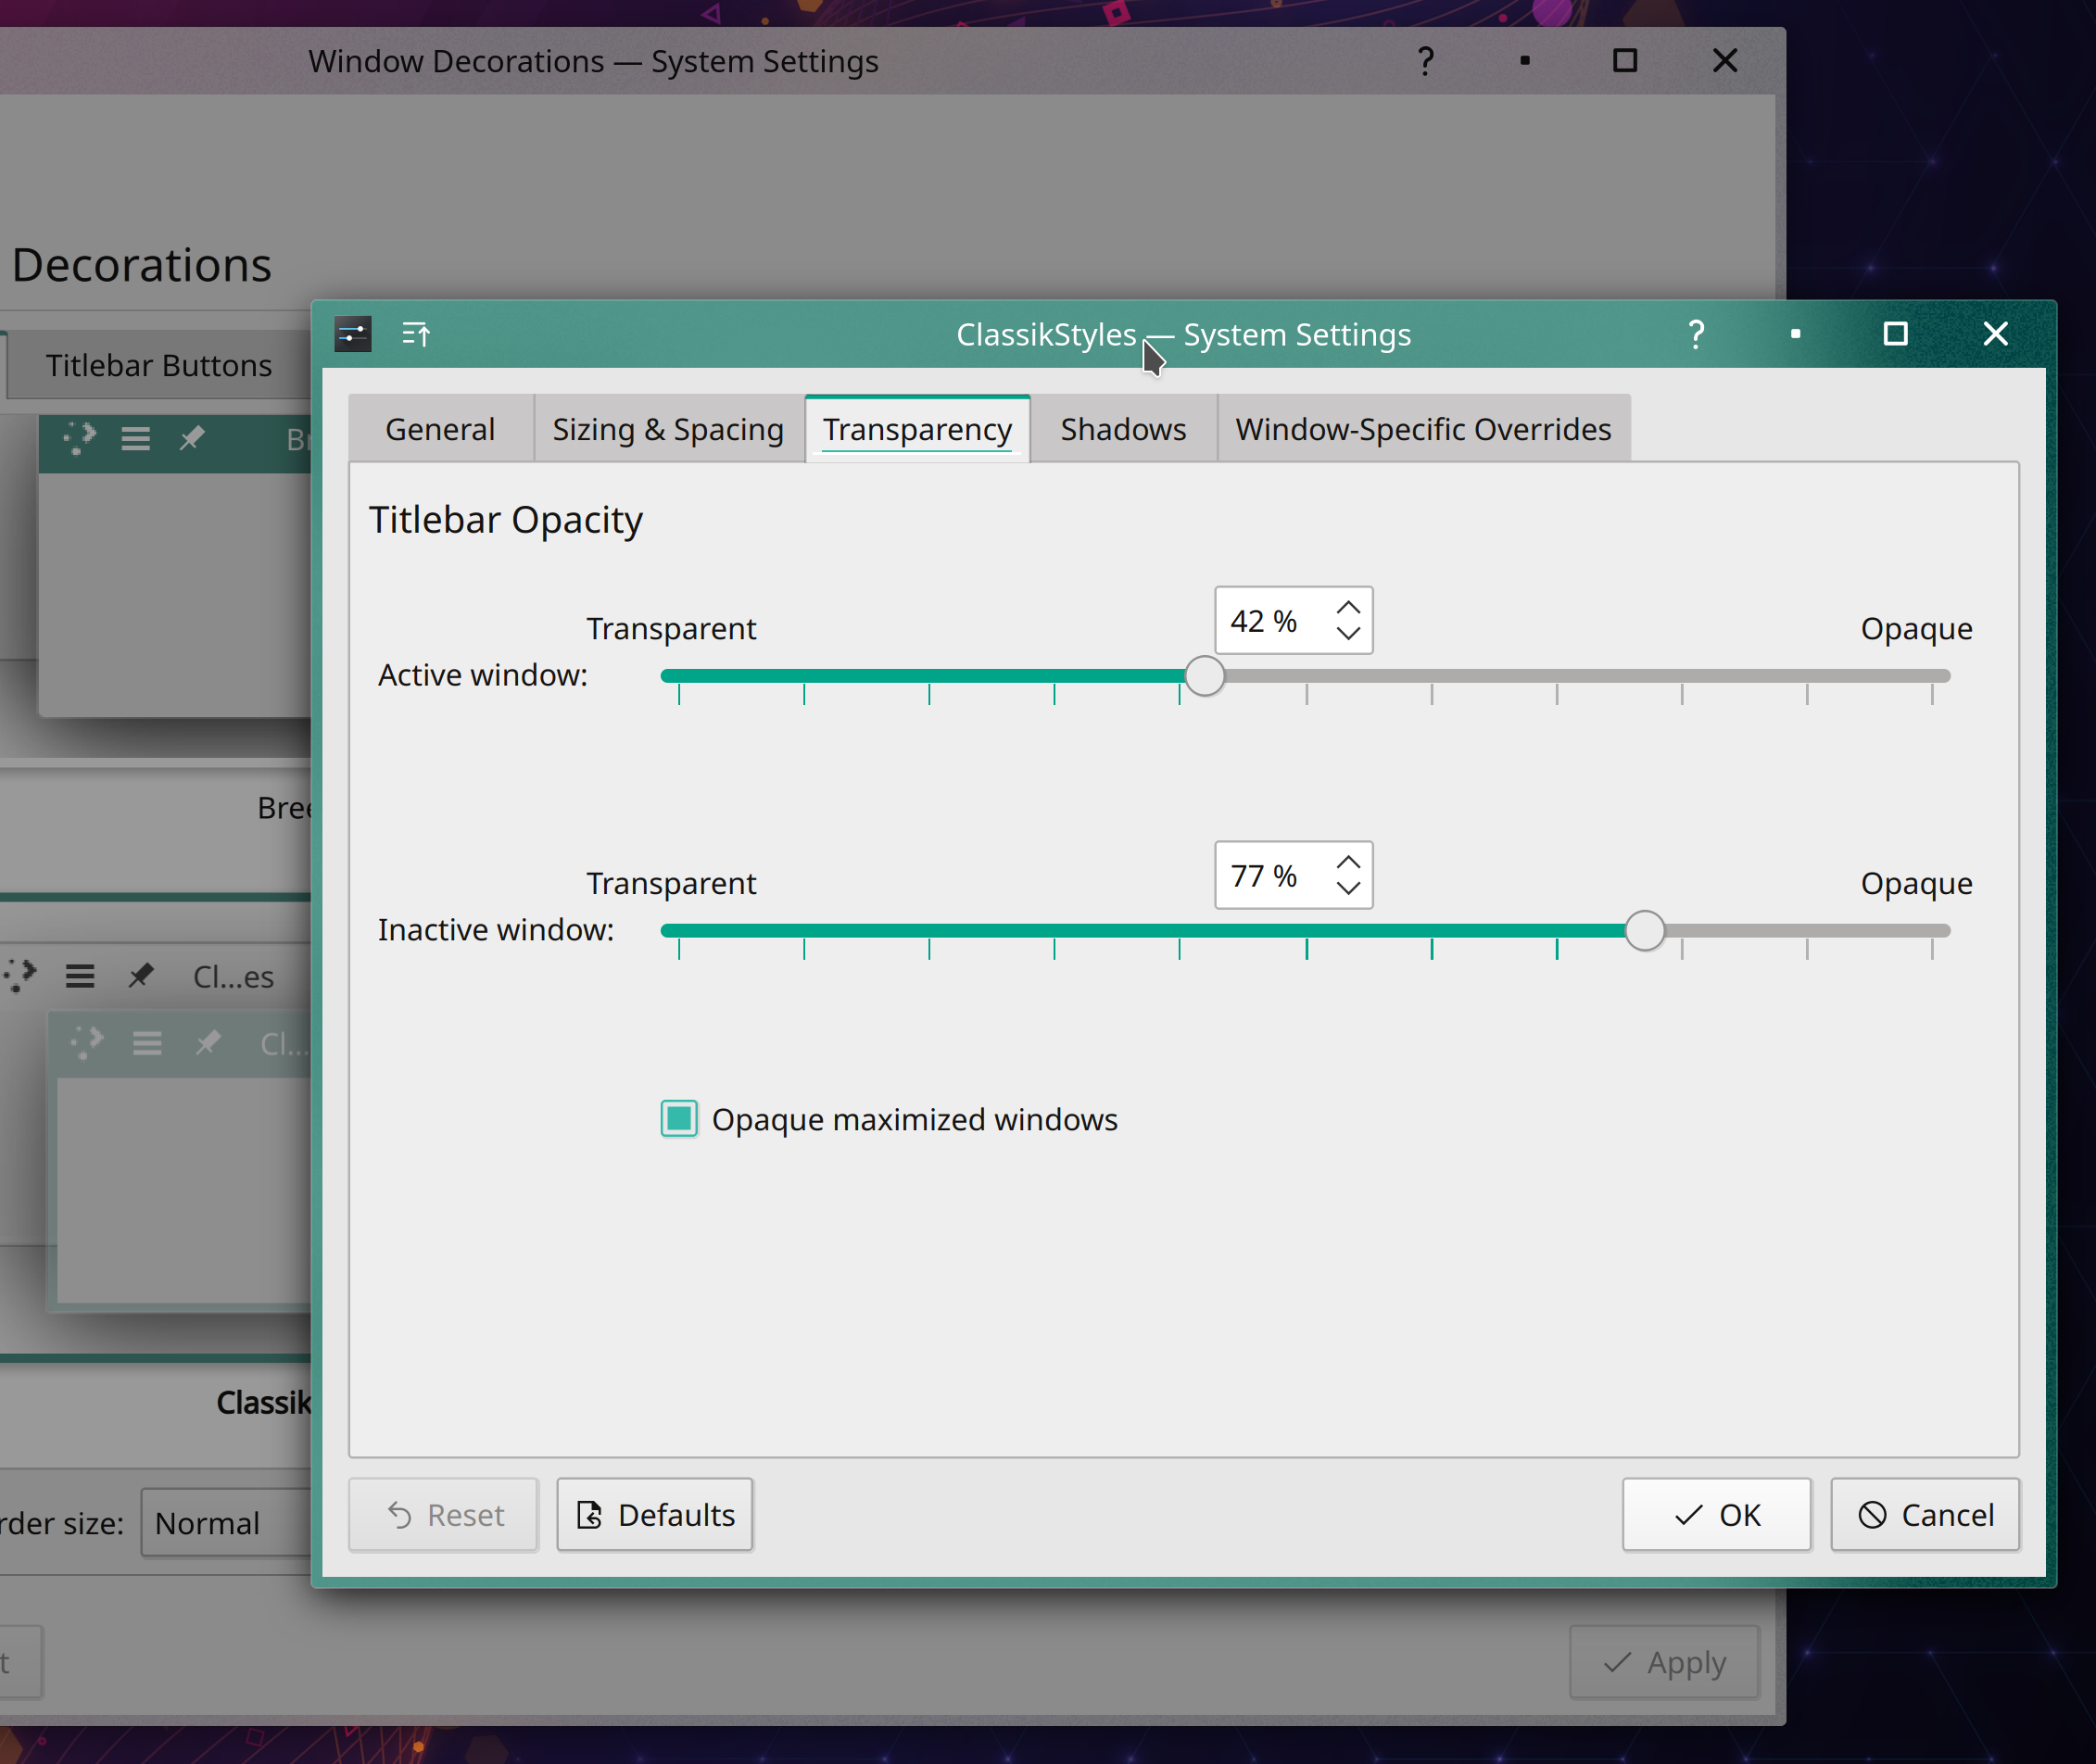 Window Decorations — System Settings
Decorations
Titlebar Buttons
ClassikStyles — System Settings
General
Sizing & Spacing
Transparency
Shadows
Window-Specific Overrides
Titlebar Opacity
42 %
Transparent
Opaque
Active window:
77 %
Transparent
Opaque
Inactive window:
Opaque maximized windows
Br
Bree
Cl...es
Cl...
Classik
rder size:
Normal
Reset
Defaults
OK
Cancel
t
Apply